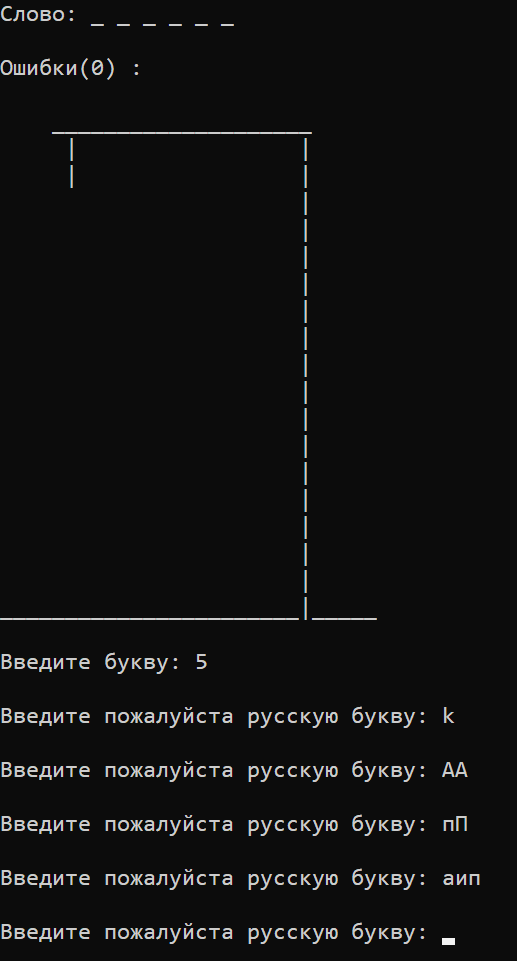 Слово: _ _ _ _ _ _
Ошибки(0) :
Введите букву: 5
Введите пожалуйста русскую букву: k
Введите пожалуйста русскую букву: АА
Введите пожалуйста русскую букву: пП
Введите пожалуйста русскую букву: аип
Введите пожалуйста русскую букву: